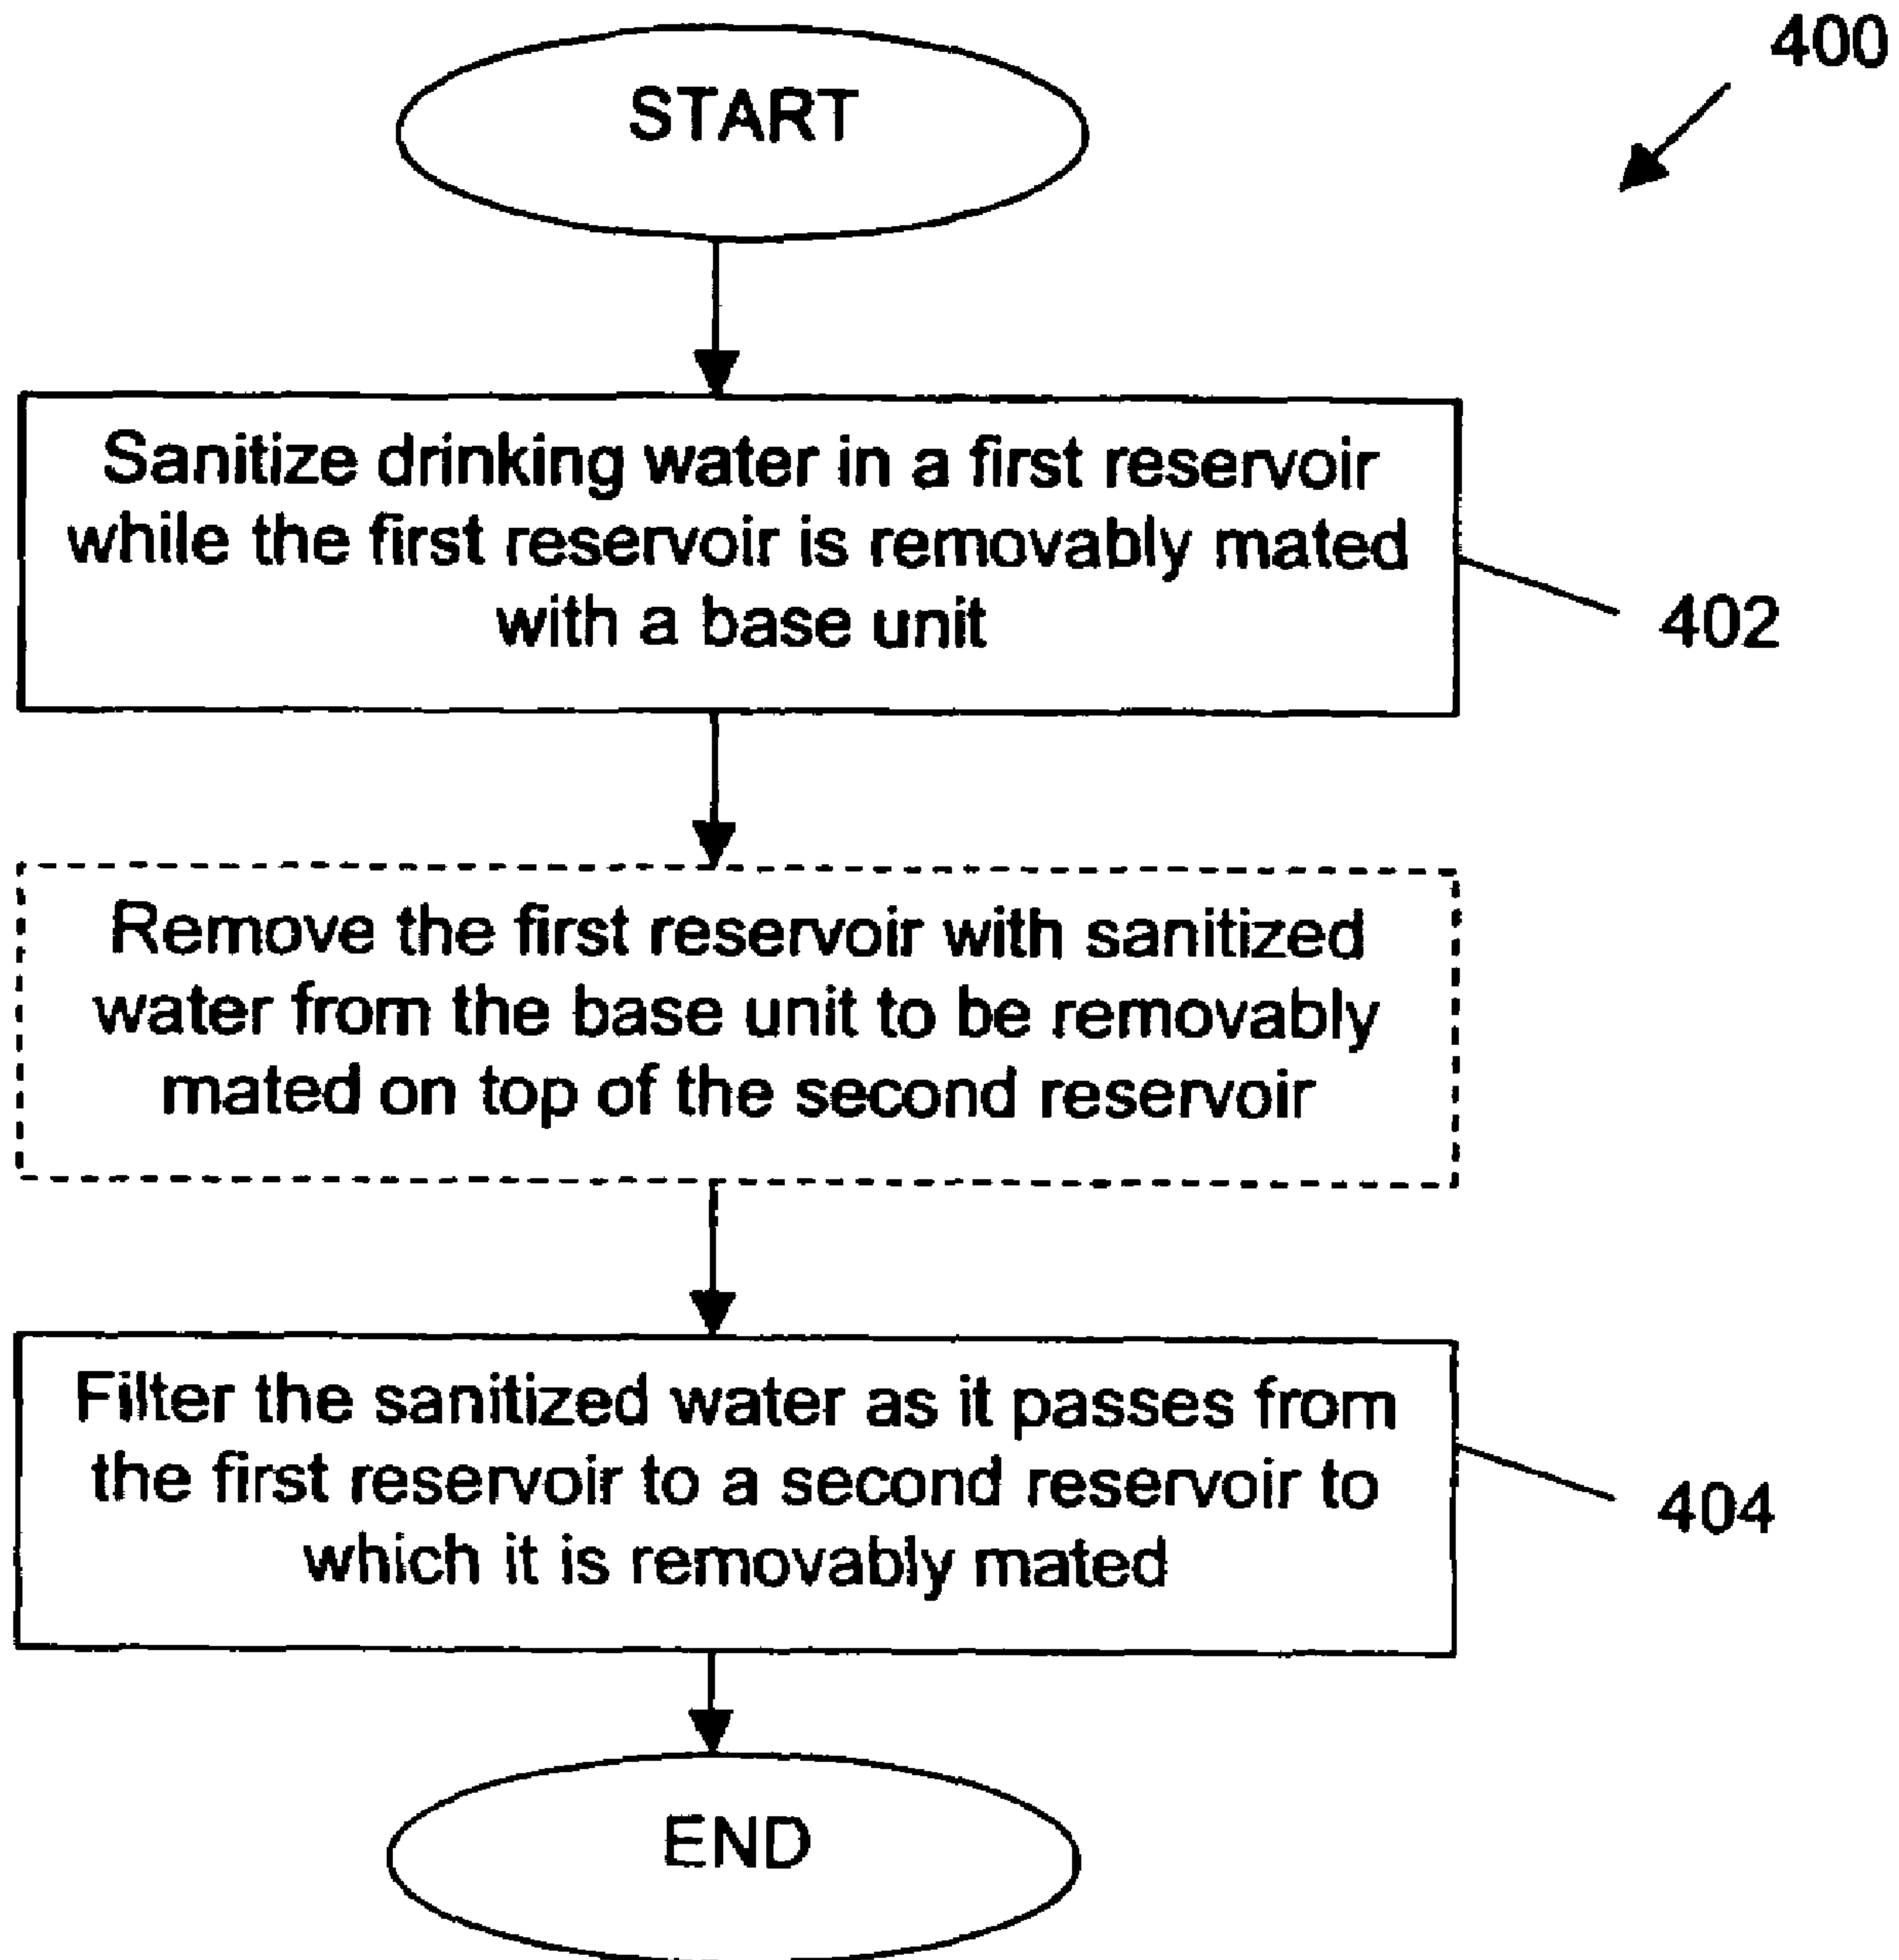 400
START
Sanitize drinking water in a first reservoir
while the first reservoir is removably mated
with a base unit
402
Remove the first reservoir with sanitized
water from the base unit to be removably
mated on top of the second reservoir
Filter the sanitized water as it passes from
the first reservoir to a second reservoir to
which it is removably mated
404
END